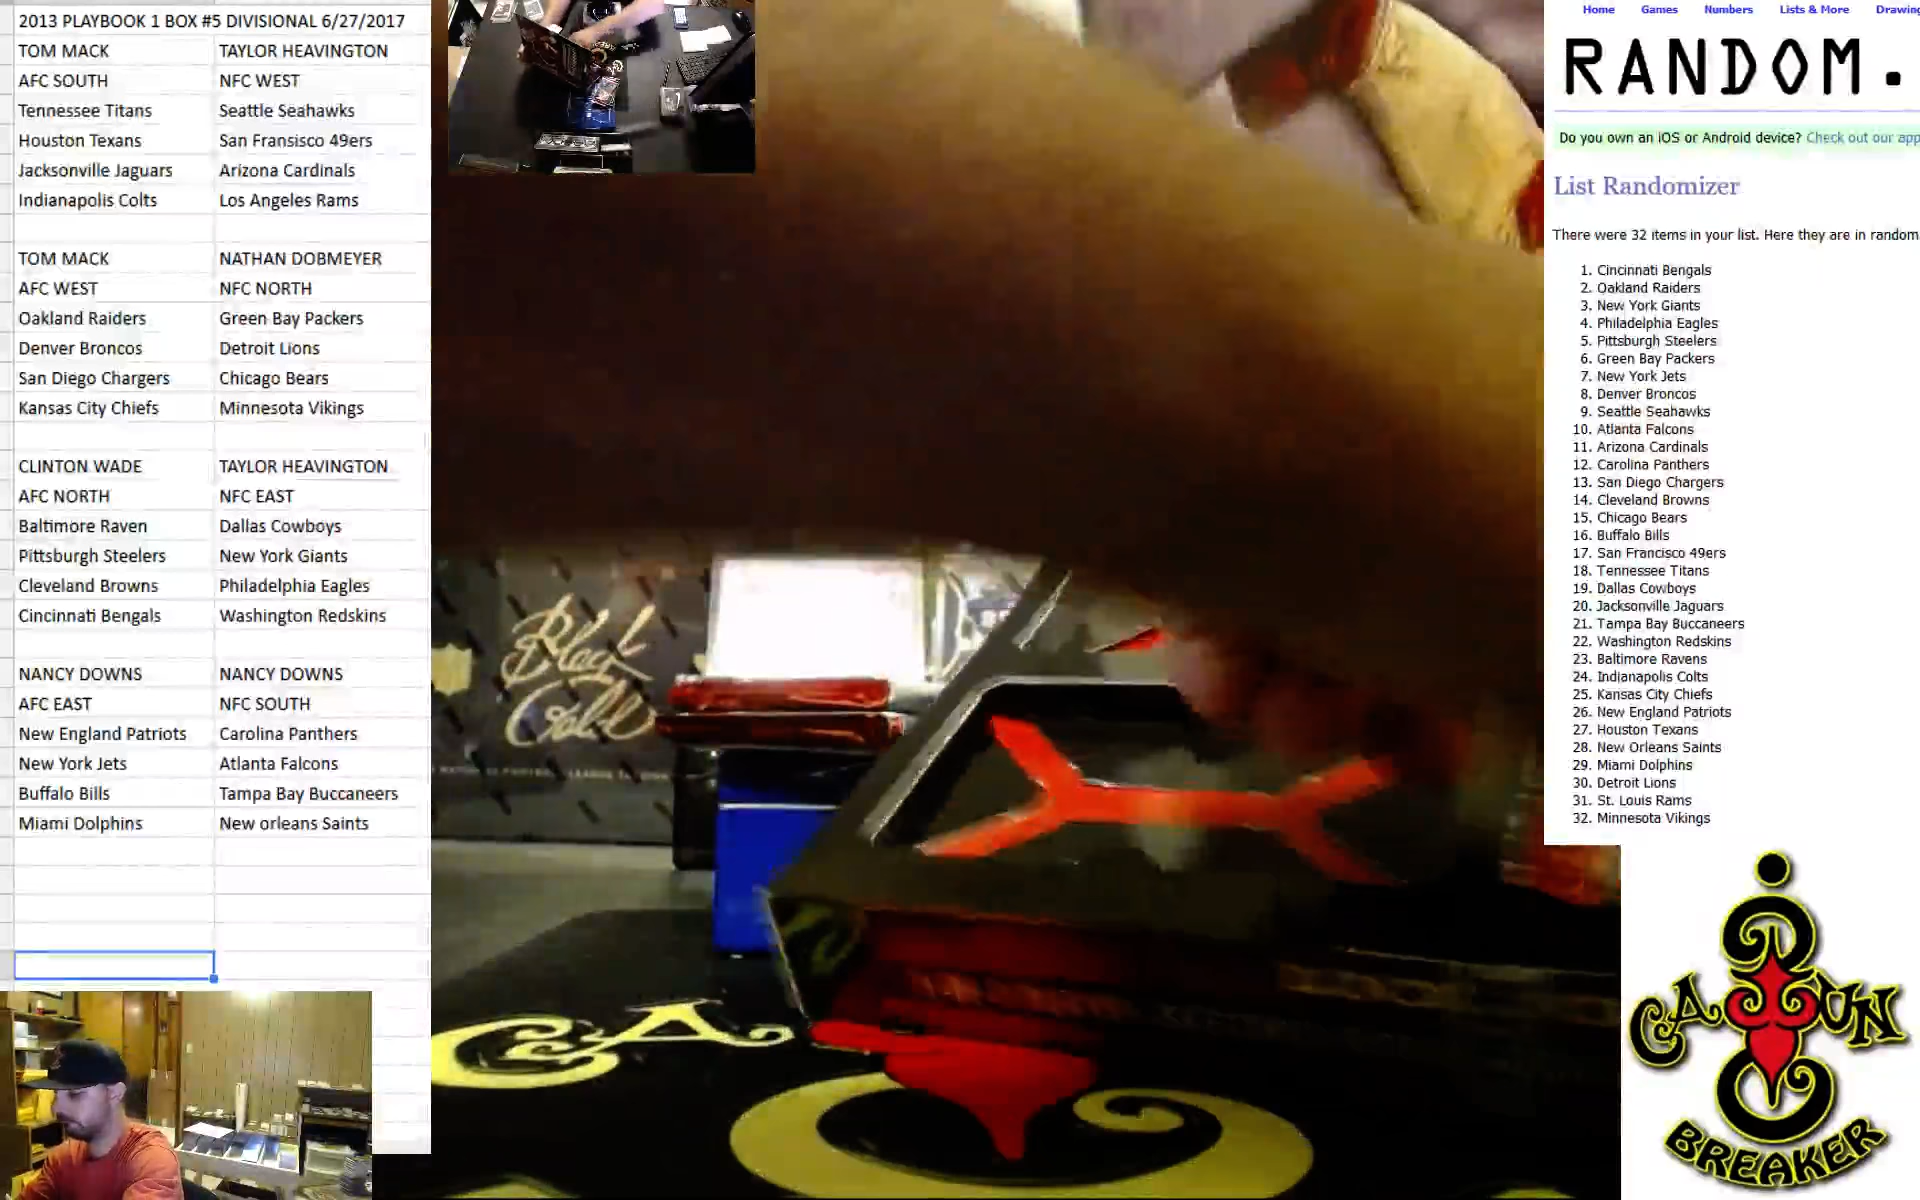 2013 PLAYBOOK 1 BOX #5 DIVISIONAL 6/27/2017
TOM MACK TAYLOR HEAVINGTON
AFC SOUTH NFC WEST
Tennessee Titans Seattle Seahawks
Houston Texans San Fransisco 49ers
Jacksonville Jaguars Arizona Cardinals
Indianapolis Colts Los Angeles Rams
TOM MACK NATHAN DOBMEYER
AFC WEST NFC NORTH
Oakland Raiders Green Bay Packers
Denver Broncos Detroit Lions
San Diego Chargers Chicago Bears
Kansas City Chiefs Minnesota Vikings
CLINTON WADE TAYLOR HEAVINGTON
AFC NORTH NFC EAST
Baltimore Raven Dallas Cowboys
Pittsburgh Steelers New York Giants
Cleveland Browns Philadelphia Eagles
Cincinnati Bengals Washington Redskins
NANCY DOWNS NANCY DOWNS
AFC EAST NFC SOUTH
New England Patriots Carolina Panthers
New York Jets Atlanta Falcons
Buffalo Bills Tampa Bay Buccaneers
Miami Dolphins New orleans Saints
Black
Gold
CA
Home Games Numbers Lists & More Drawing
RANDOM.
Do you own an iOS or Android device? Check out our app
List Randomizer
There were 32 items in your list. Here they are in random
1. Cincinnati Bengals
2. Oakland Raiders
3. New York Giants
4. Philadelphia Eagles
5. Pittsburgh Steelers
6. Green Bay Packers
7. New York Jets
8. Denver Broncos
9. Seattle Seahawks
10. Atlanta Falcons
11. Arizona Cardinals
12. Carolina Panthers
13. San Diego Chargers
14. Cleveland Browns
15. Chicago Bears
16. Buffalo Bills
17. San Francisco 49ers
18. Tennessee Titans
19. Dallas Cowboys
20. Jacksonville Jaguars
21. Tampa Bay Buccaneers
22. Washington Redskins
23. Baltimore Ravens
24. Indianapolis Colts
25. Kansas City Chiefs
26. New England Patriots
27. Houston Texans
28. New Orleans Saints
29. Miami Dolphins
30. Detroit Lions
31. St. Louis Rams
32. Minnesota Vikings
CAJUN
BREAKER